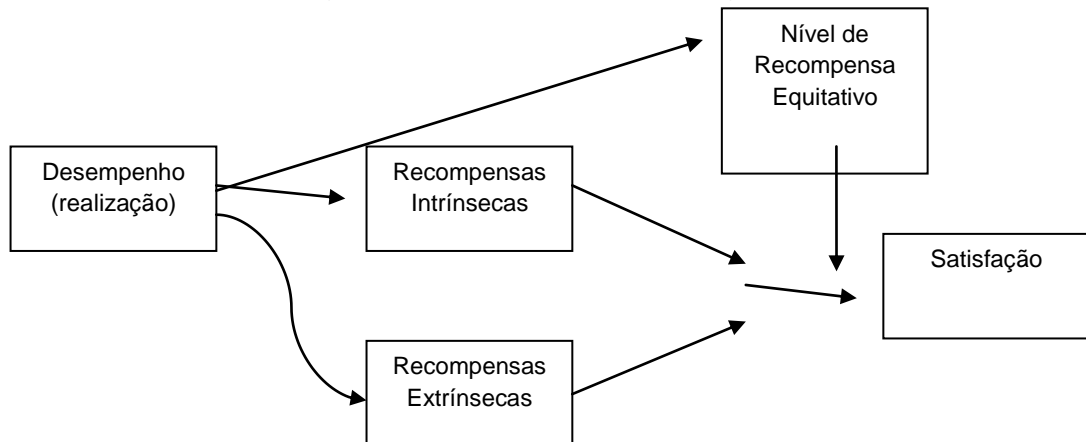 Nível de
Recompensa
Equitativo
Desempenho
(realização)
Recompensas
Intrínsecas
Satisfação
Recompensas
Extrínsecas